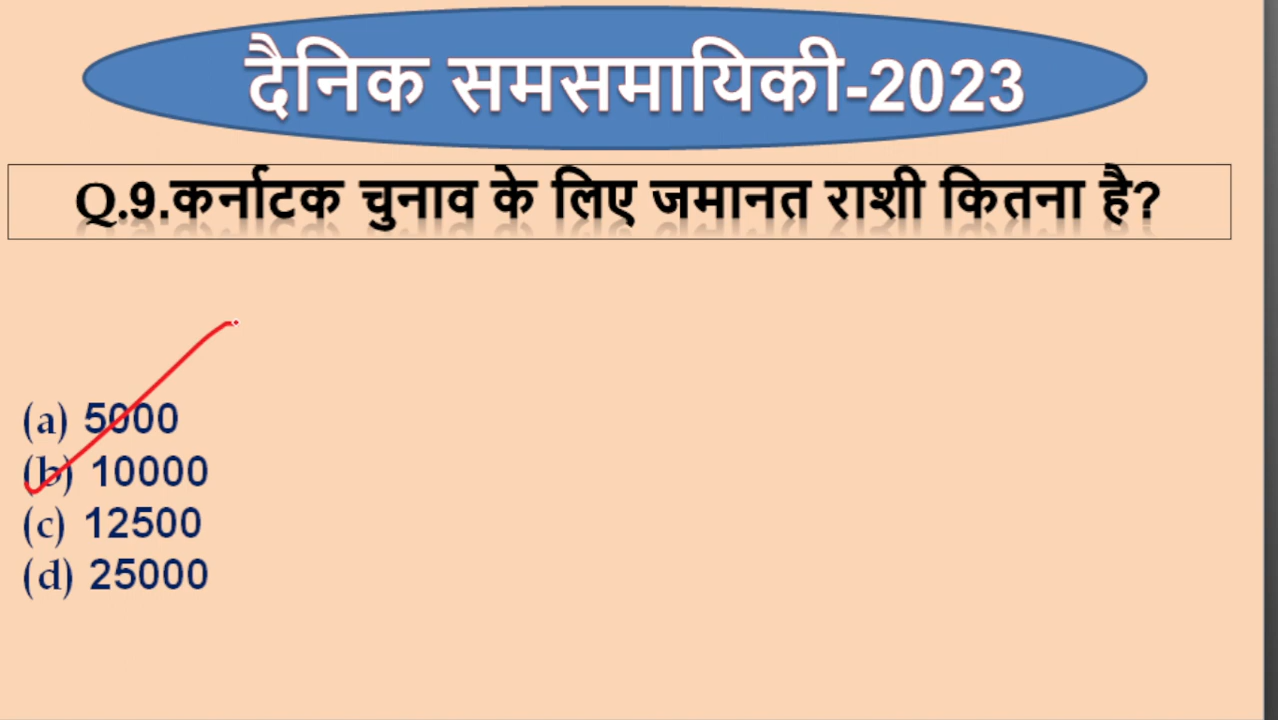 दैनिक समसमायिकी-2023
Q.9.कर्नाटक चुनाव के लिए जमानत राशी कितना है?
(a) 5000
(b) 10000
(c) 12500
(d) 25000